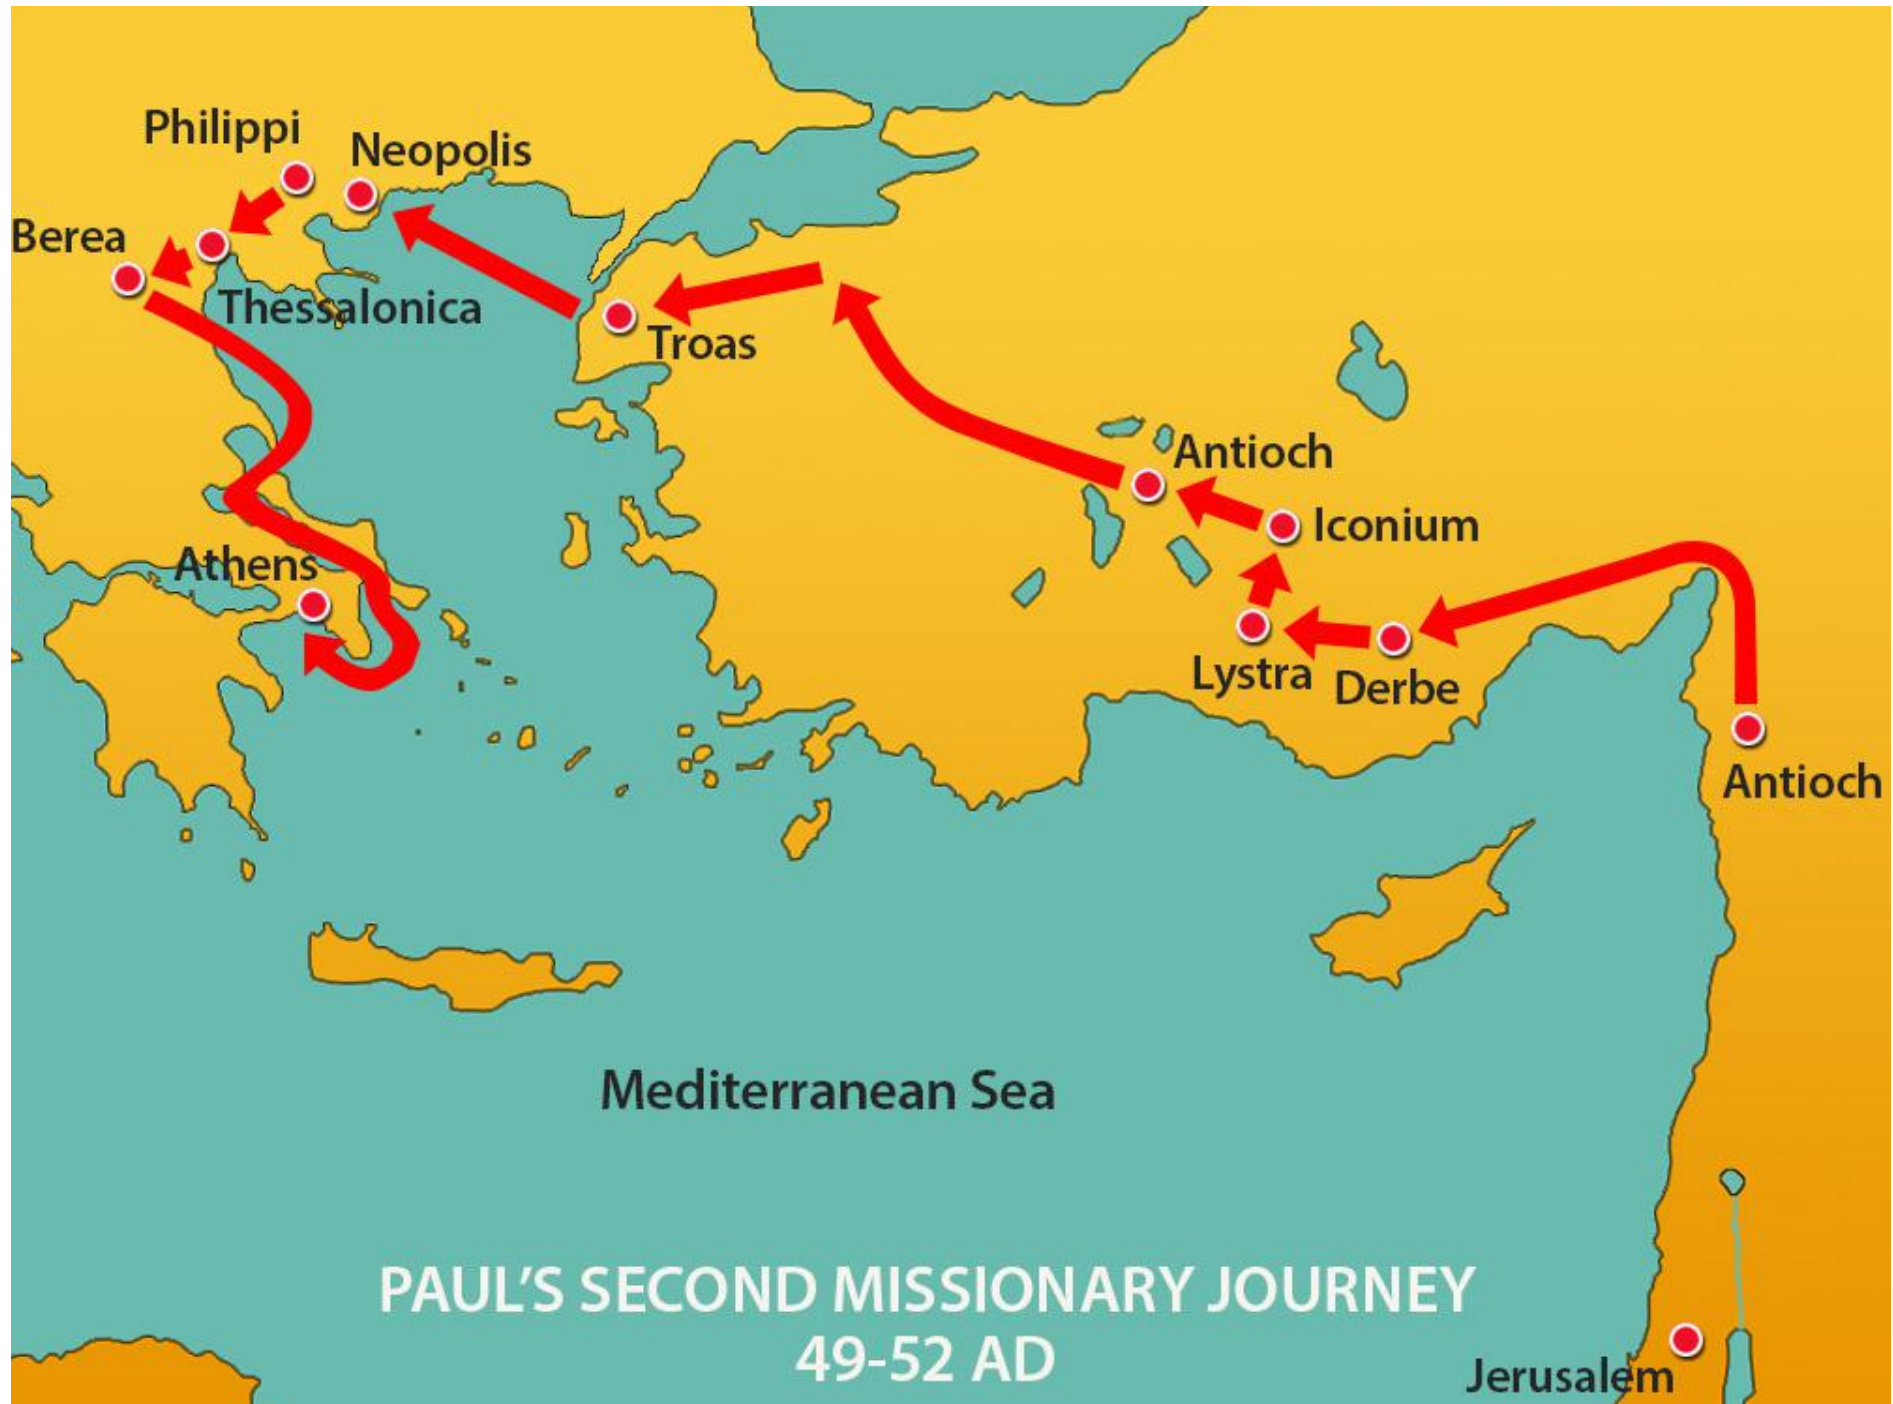 Philippi
Neopolis
Berea
Thessalonica
Troas
Antioch
Iconium
Athens
Lystra
Derbe
Antioch
Mediterranean Sea
PAUL’S SECOND MISSIONARY JOURNEY
49-52 AD
Jerusalem